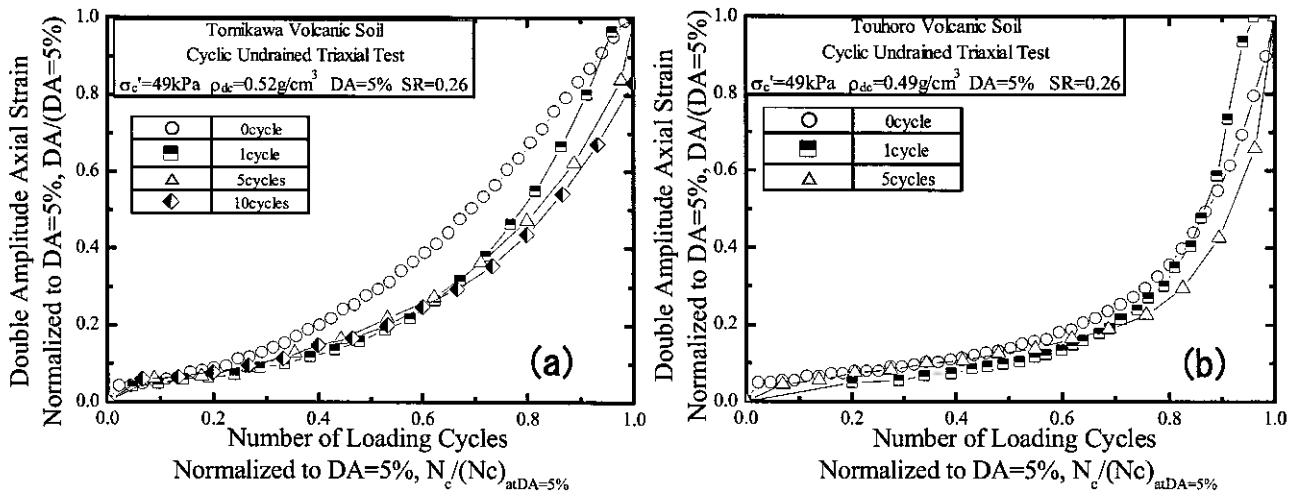 Double Amplitude Axial Strain
Normalized to DA=5%, DA/(DA=5%)
1.0
0.8
0.6
0.4
0.2
0.0
Tomikawa Volcanic Soil
Cyclic Undrained Triaxial Test
σc'=49kPa ρdc=0.52g/cm³ DA=5% SR=0.26
0cycle
1cycle
5cycles
10cycles
(a)
0.0 0.2 0.4 0.6 0.8 1.0
Number of Loading Cycles
Normalized to DA=5%, Nc/(Nc)atDA=5%
Double Amplitude Axial Strain
Normalized to DA=5%, DA/(DA=5%)
1.0
0.8
0.6
0.4
0.2
0.0
Touhoro Volcanic Soil
Cyclic Undrained Triaxial Test
σc'=49kPa ρdc=0.49g/cm³ DA=5% SR=0.26
0cycle
1cycle
5cycles
(b)
0.0 0.2 0.4 0.6 0.8 1.0
Number of Loading Cycles
Normalized to DA=5%, Nc/(Nc)atDA=5%